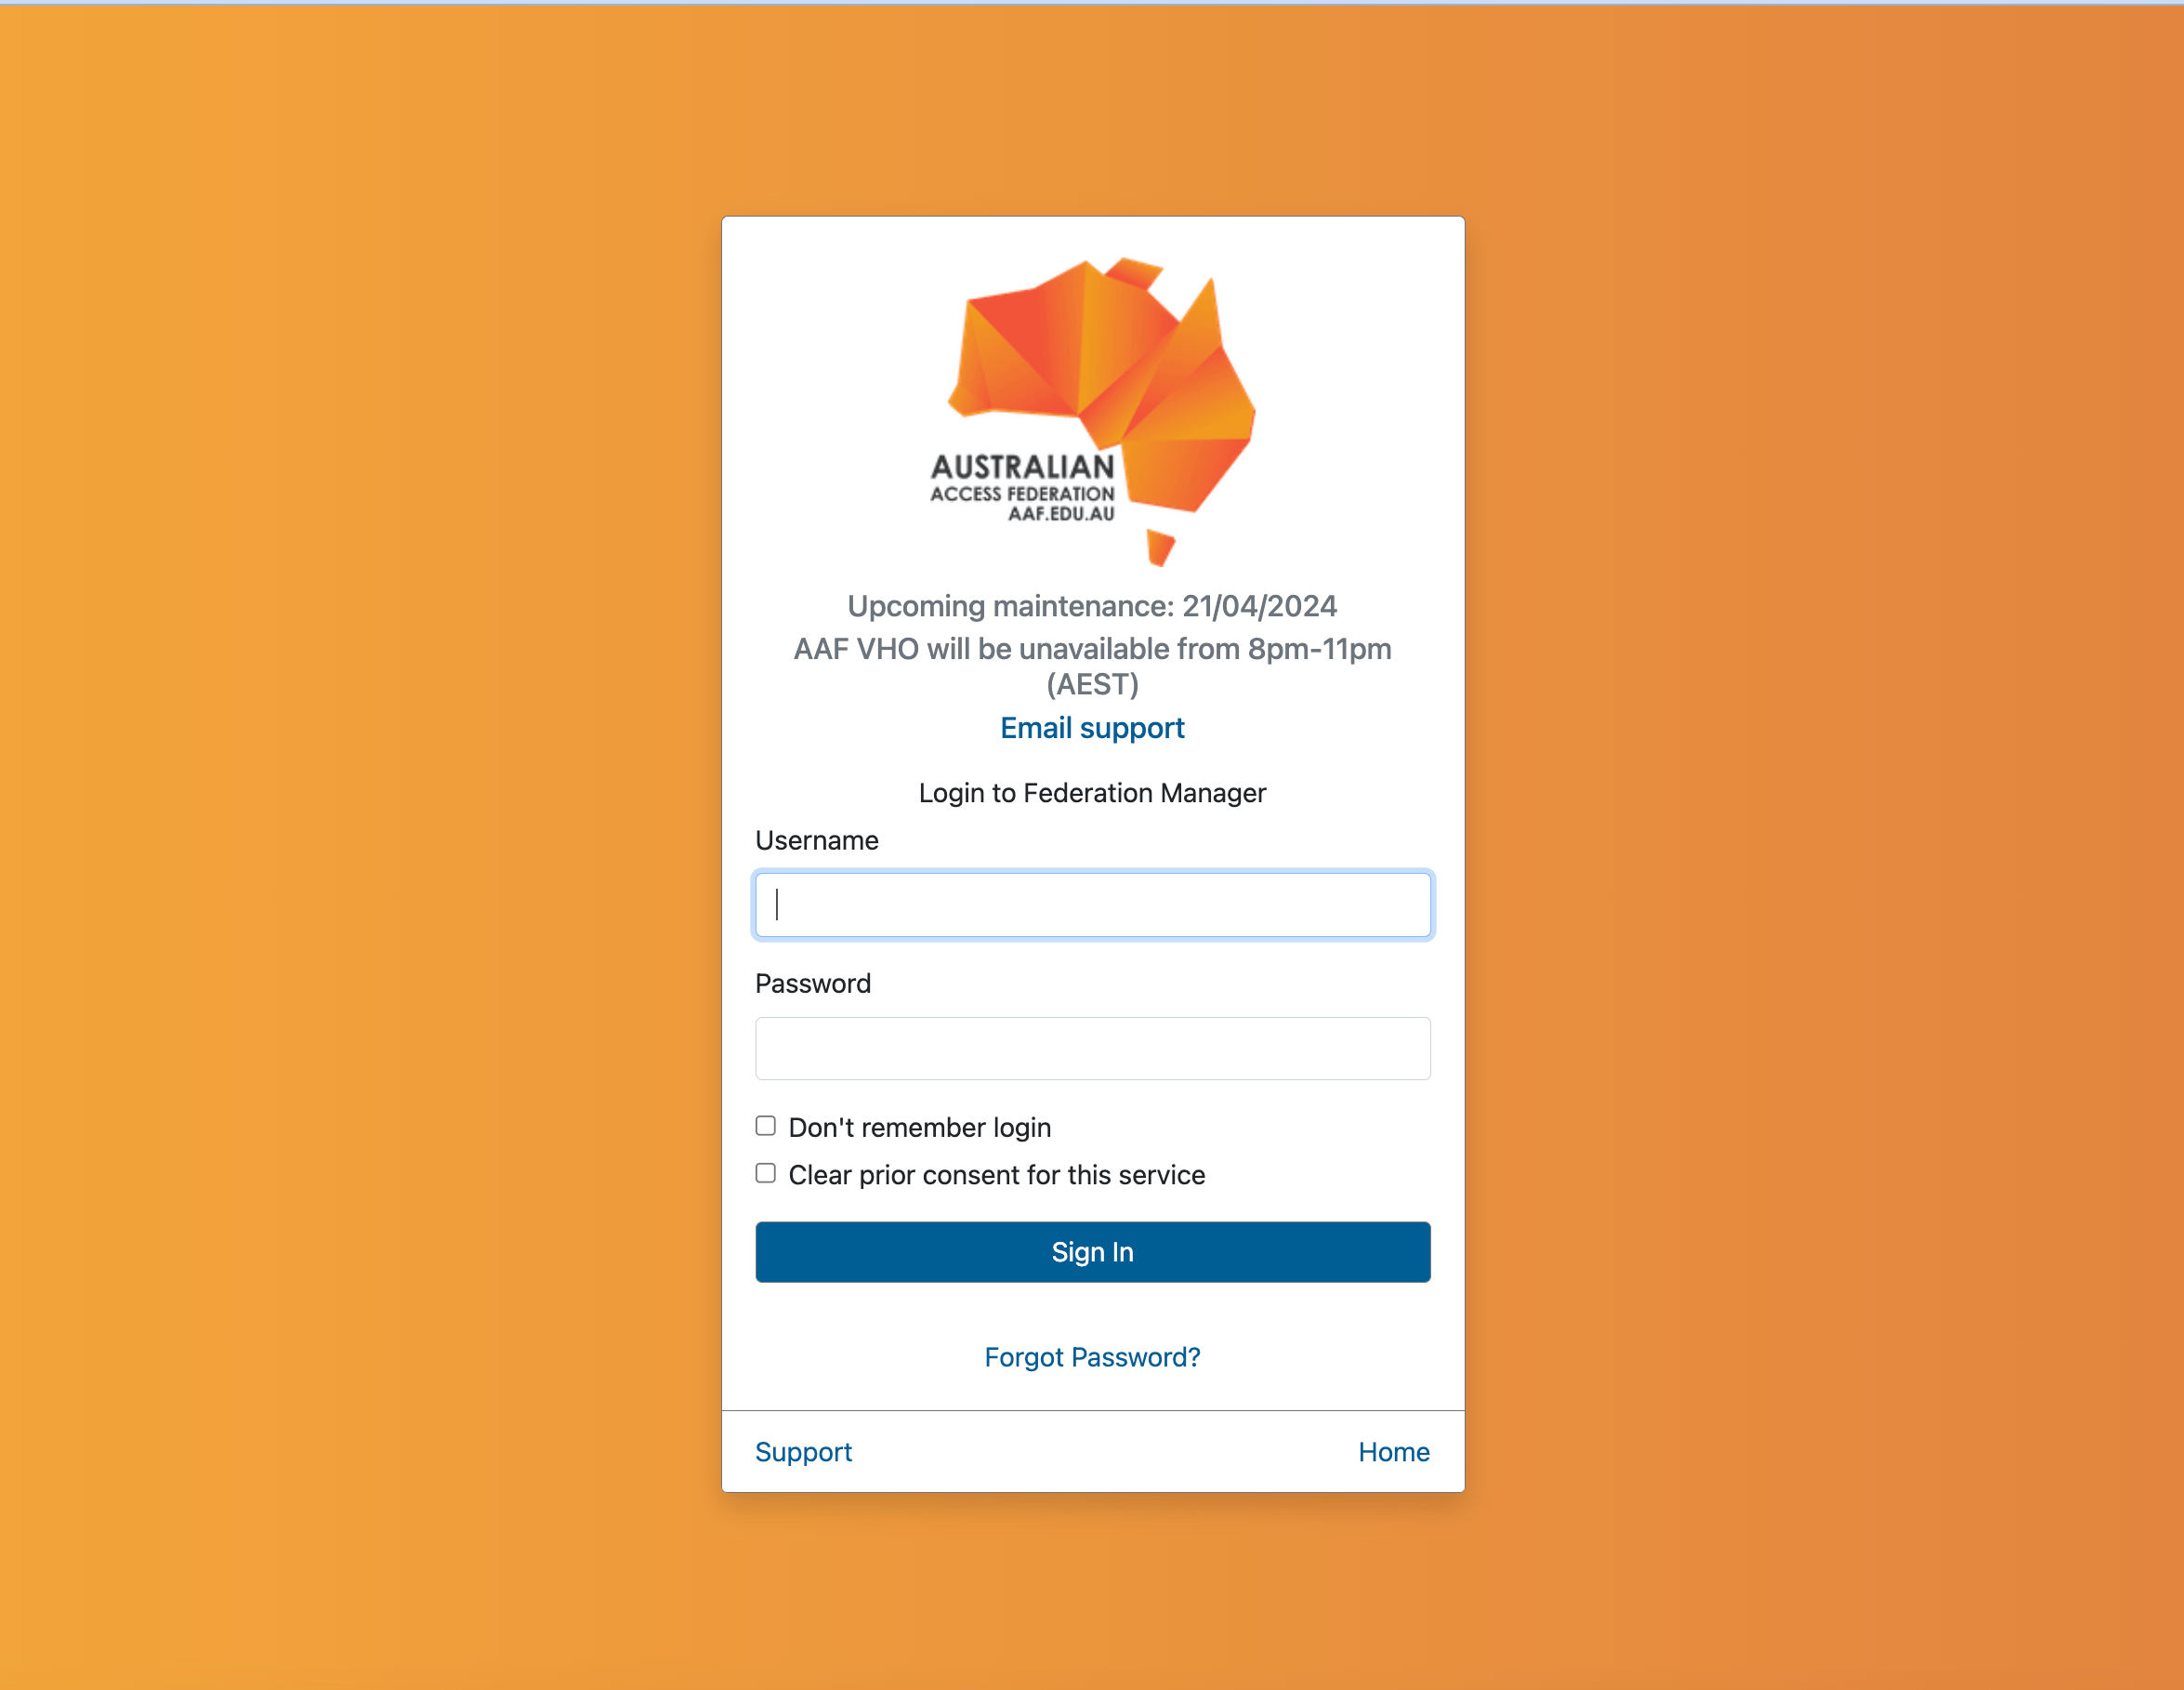 AUSTRALIAN
ACCESS FEDERATION
AAF.EDU.AU
Upcoming maintenance: 21/04/2024
AAF VHO will be unavailable from 8pm-11pm
(AEST)
Email support
Login to Federation Manager
Username
Password
Don't remember login
Clear prior consent for this service
Sign In
Forgot Password?
Support
Home